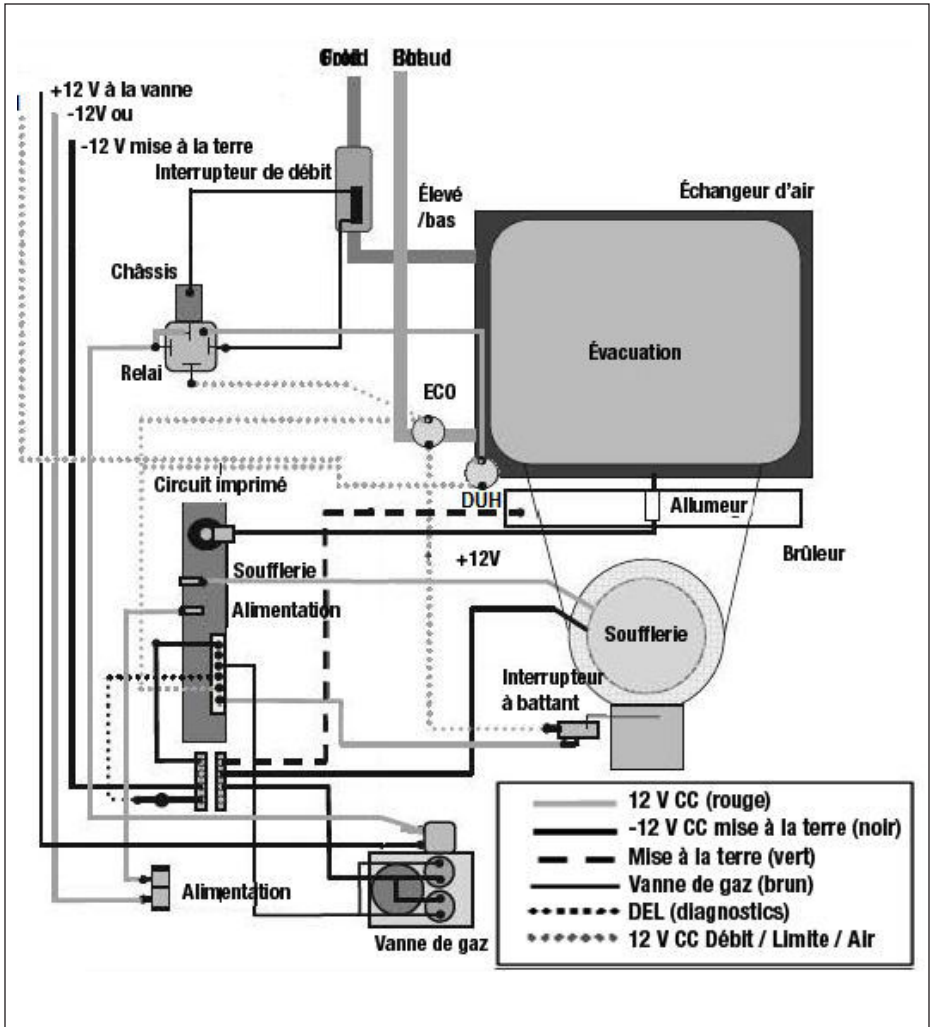 +12 V à la vanne
-12V ou
-12 V mise à la terre
Interrupteur de débit
Élevé
/bas
Échangeur d'air
Châssis
Relai
Évacuation
ECO
DUH
Circuit imprimé
Allumeur
Brûleur
+12V
Soufflerie
Alimentation
Soufflerie
Interrupteur
à battant
Alimentation
Vanne de gaz
12 V CC (rouge)
-12 V CC mise à la terre (noir)
Mise à la terre (vert)
Vanne de gaz (brun)
DEL (diagnostics)
12 V CC Débit / Limite / Air